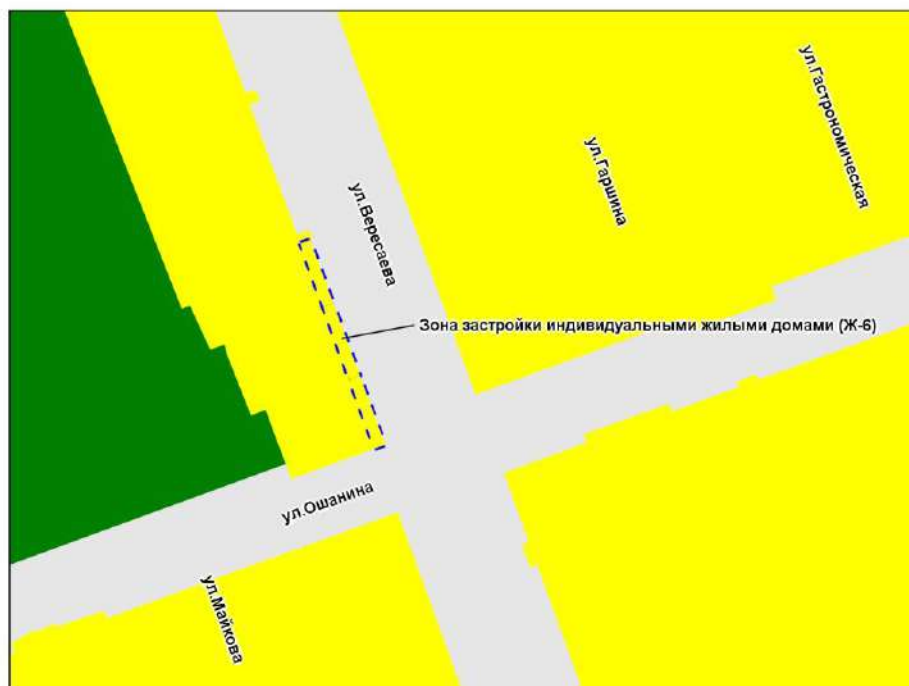 ул.Гастрономическая
ул.Гаршина
ул.Вересаева
Зона застройки индивидуальными жилыми домами (Ж-6)
ул.Ошанина
ул.Майкова